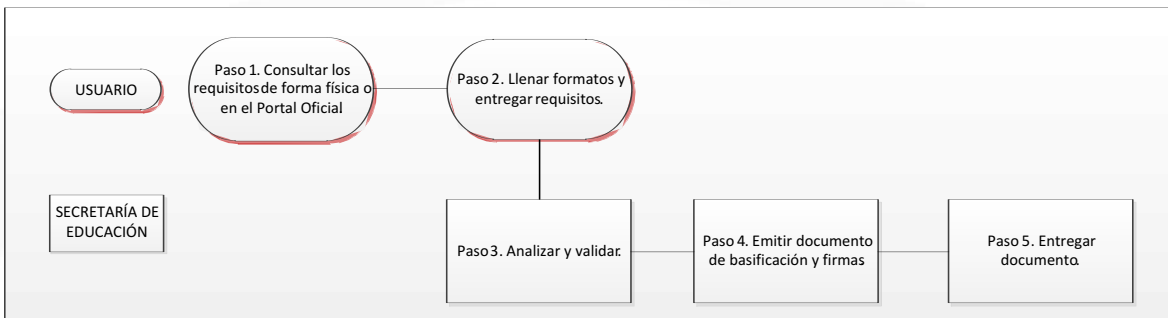 USUARIO
Paso 1. Consultar los
requisitos de forma física o
en el Portal Oficial
Paso 2. Llenar formatos y
entregar requisitos.
SECRETARÍA DE
EDUCACIÓN
Paso 3. Analizar y validar.
Paso 4. Emitir documento
de basificación y firmas
Paso 5. Entregar
documento.